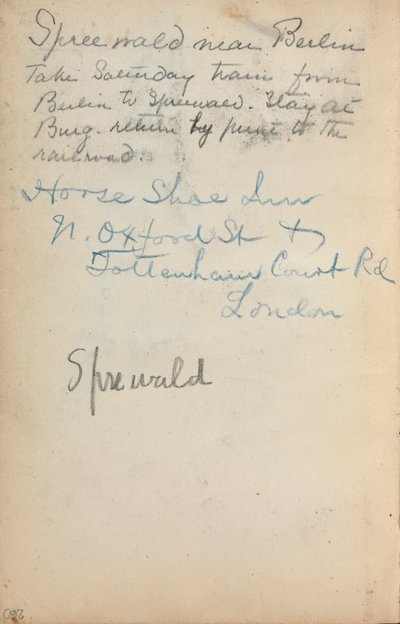 Spreewald near Berlin
Take Saturday train from
Berlin to Spreewald. Stay at
Burg. return by punt to the
railroad.
Horse Shoe Inn
N. Oxford St &
Tottenham Court Rd
London
Sprewald